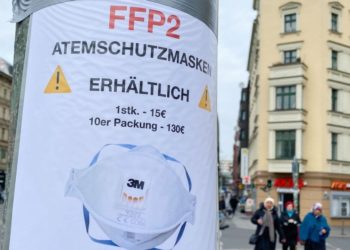 FFP2
ATEMSCHUTZMASKEN
ERHÄLTLICH
1stk. - 15€
10er Packung - 130€
3M